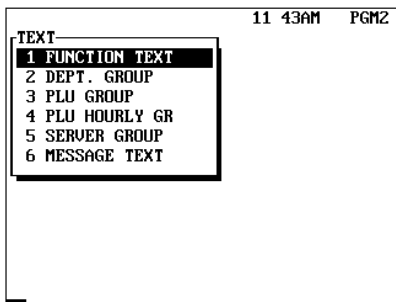 11 43AM PGM2
TEXT
1 FUNCTION TEXT
2 DEPT. GROUP
3 PLU GROUP
4 PLU HOURLY GR
5 SERVER GROUP
6 MESSAGE TEXT